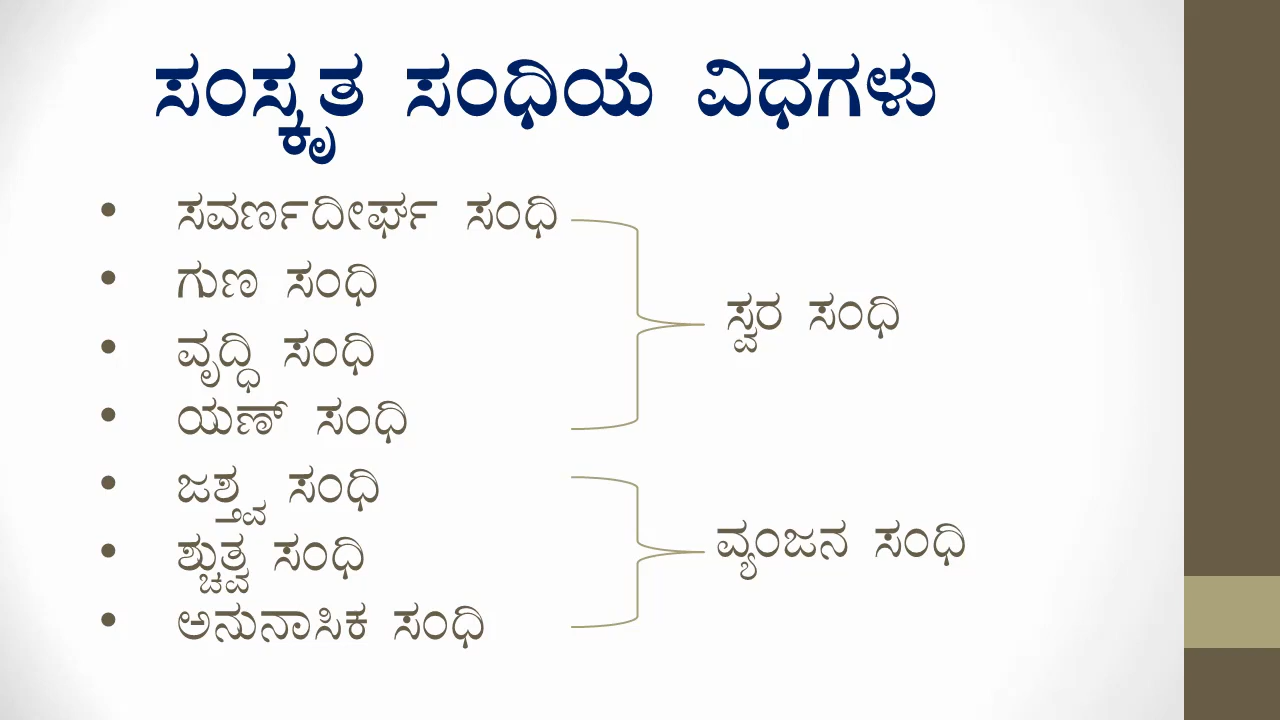 ಸಂಸ್ಕೃತ ಸಂಧಿಯ ವಿಧಗಳು
• ಸವರ್ಣದೀರ್ಘ ಸಂಧಿ
• ಗುಣ ಸಂಧಿ
• ವೃದ್ಧಿ ಸಂಧಿ
• ಯಣ್ ಸಂಧಿ
ಸ್ವರ ಸಂಧಿ
• ಜಶ್ತ್ವ ಸಂಧಿ
• ಶ್ಚುತ್ವ ಸಂಧಿ
• ಅನುನಾಸಿಕ ಸಂಧಿ
ವ್ಯಂಜನ ಸಂಧಿ